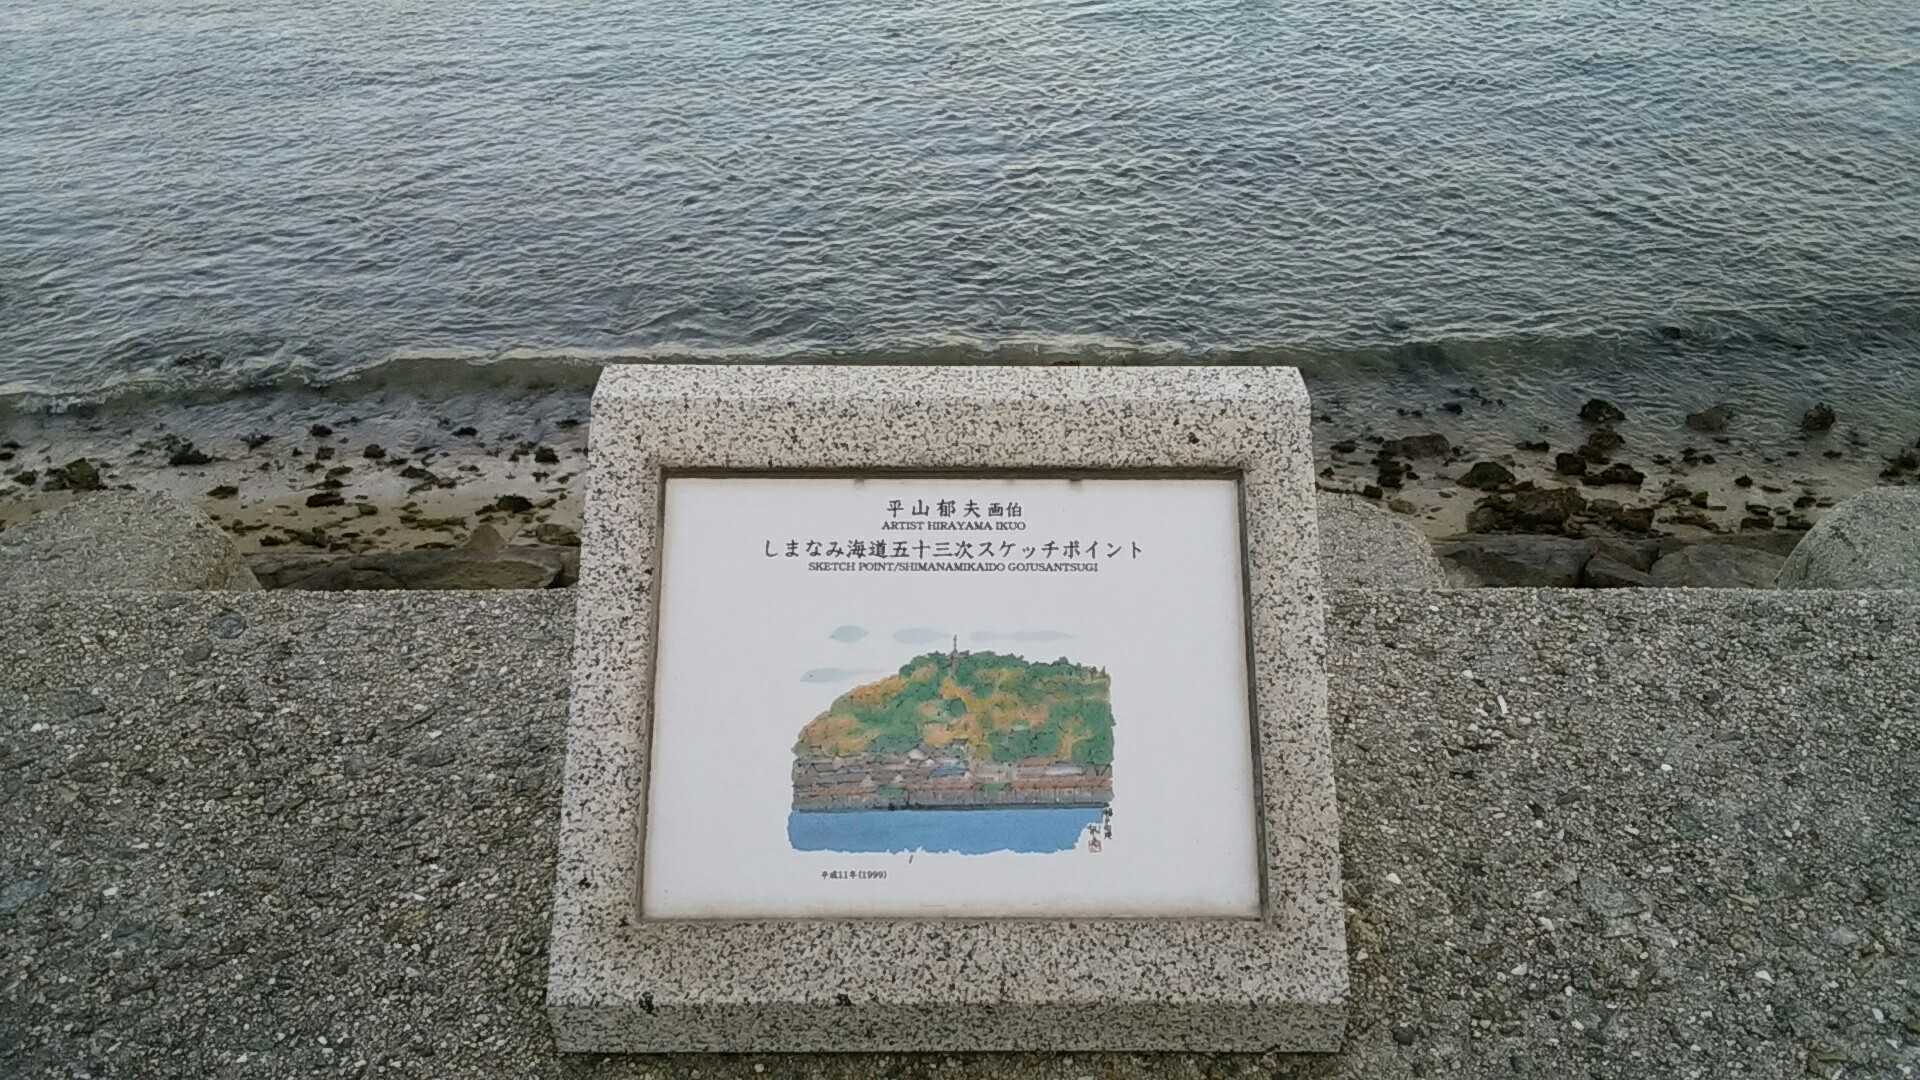 平山郁夫画伯
ARTIST HIRAYAMA IKUO
しまなみ海道五十三次スケッチポイント
SKETCH POINT/SHIMANAMIKAIDO GOJUSANTSUGI
平成11年(1999)